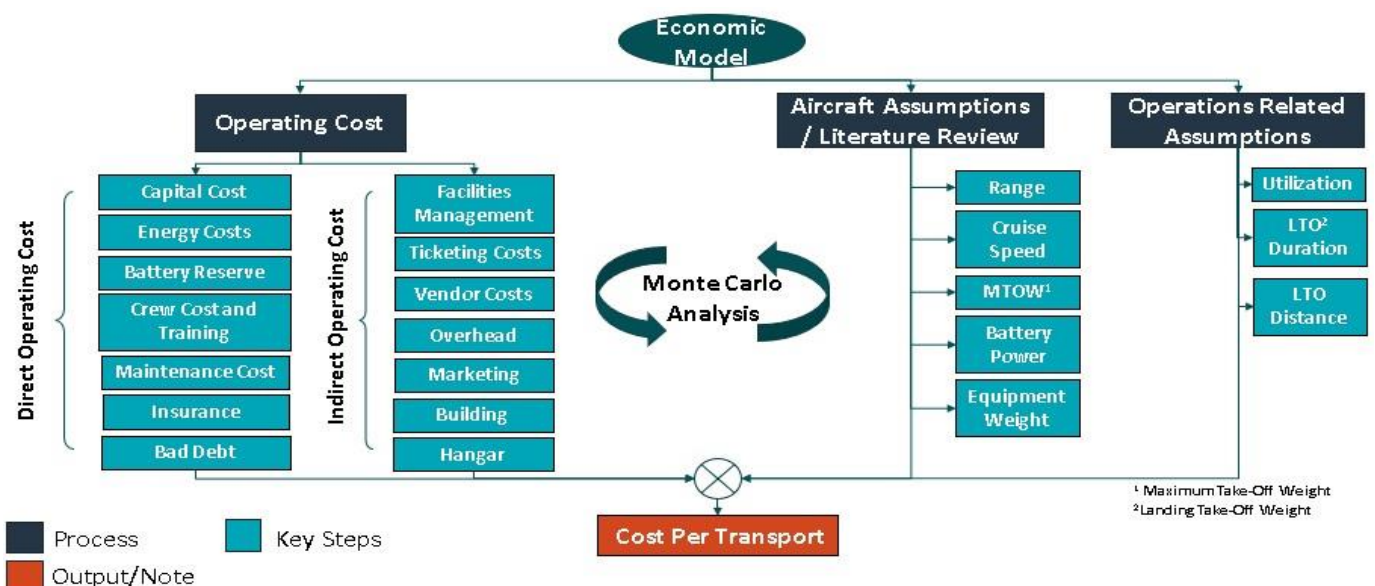 Economic
Model
Operating Cost
Aircraft Assumptions
/ Literature Review
Operations Related
Assumptions
Direct Operating Cost
Capital Cost
Energy Costs
Battery Reserve
Crew Cost and
Training
Maintenance Cost
Insurance
Bad Debt
Indirect Operating Cost
Facilities
Management
Ticketing Costs
Vendor Costs
Overhead
Marketing
Building
Hangar
Monte Carlo
Analysis
Range
Cruise
Speed
MTOW¹
Battery
Power
Equipment
Weight
Utilization
LTO²
Duration
LTO
Distance
¹ Maximum Take-Off Weight
²Landing Take-Off Weight
Cost Per Transport
Process
Key Steps
Output/Note